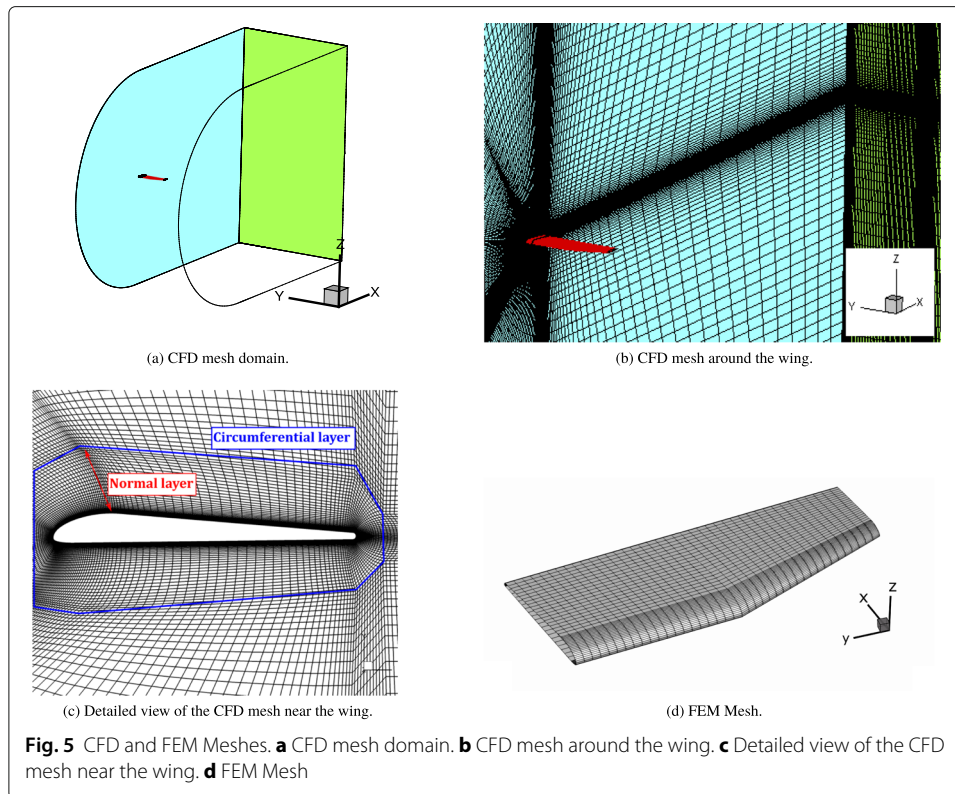 Z
Y
X
(a) CFD mesh domain.
Z
Y
X
(b) CFD mesh around the wing.
Circumferential layer
Normal layer
(c) Detailed view of the CFD mesh near the wing.
Z
X
y
(d) FEM Mesh.
Fig. 5 CFD and FEM Meshes. a CFD mesh domain. b CFD mesh around the wing. c Detailed view of the CFD
mesh near the wing. d FEM Mesh